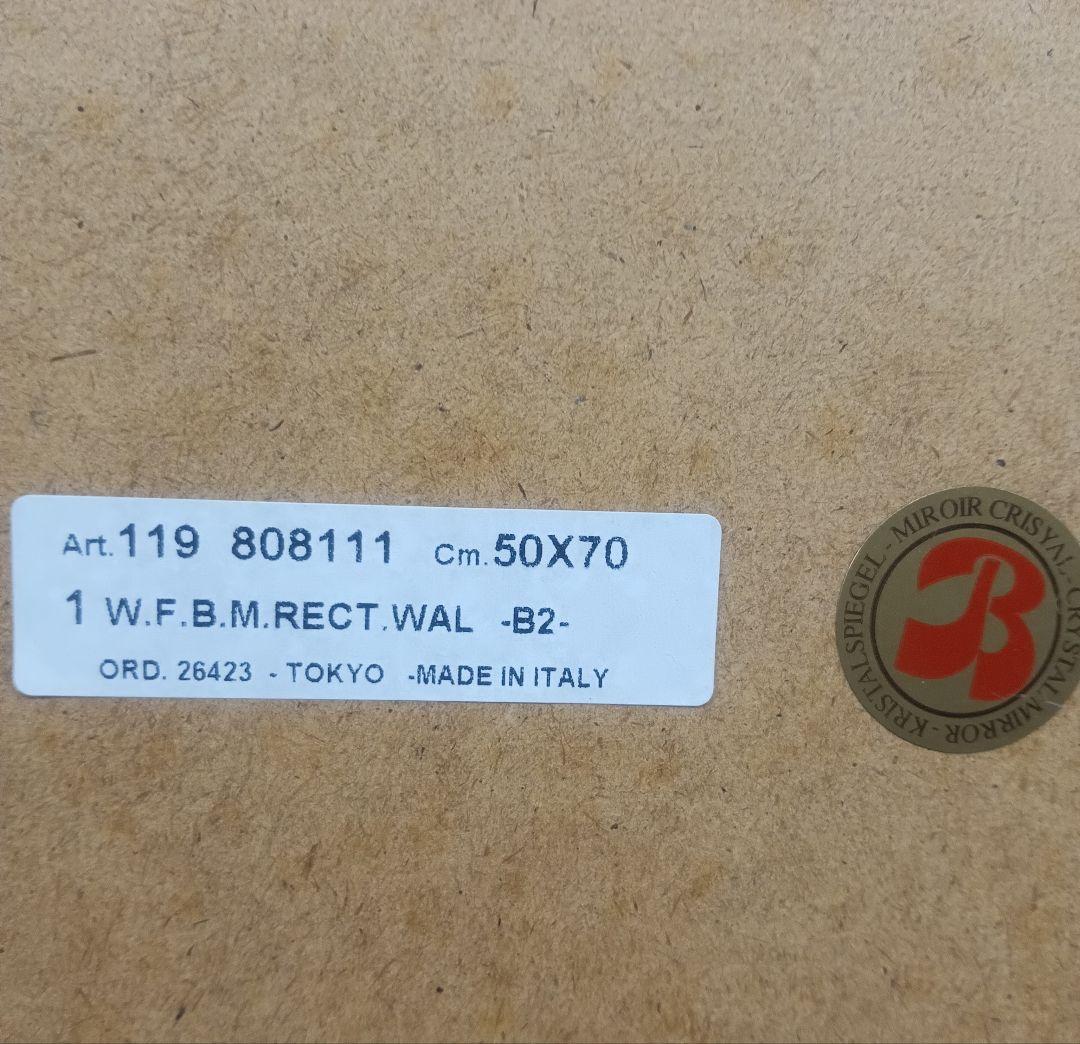 Art.119 808111 Cm.50X70
1 W.F.B.M.RECT.WAL -B2-
ORD. 26423 - TOKYO -MADE IN ITALY
KRISTALSPIEGEL - MIROIR CRISYAL - CRYSTAL MIRROR -
B